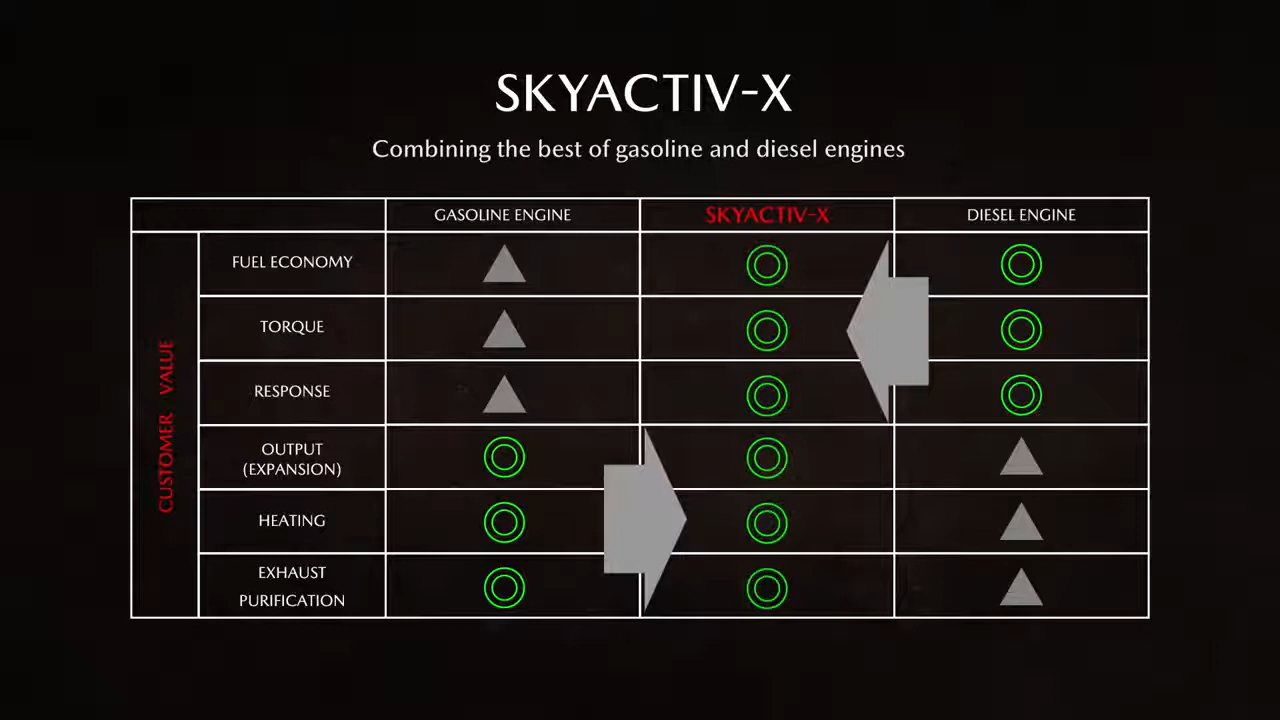 SKYACTIV-X
Combining the best of gasoline and diesel engines
GASOLINE ENGINE
SKYACTIV-X
DIESEL ENGINE
CUSTOMER VALUE
FUEL ECONOMY
TORQUE
RESPONSE
OUTPUT
(EXPANSION)
HEATING
EXHAUST
PURIFICATION